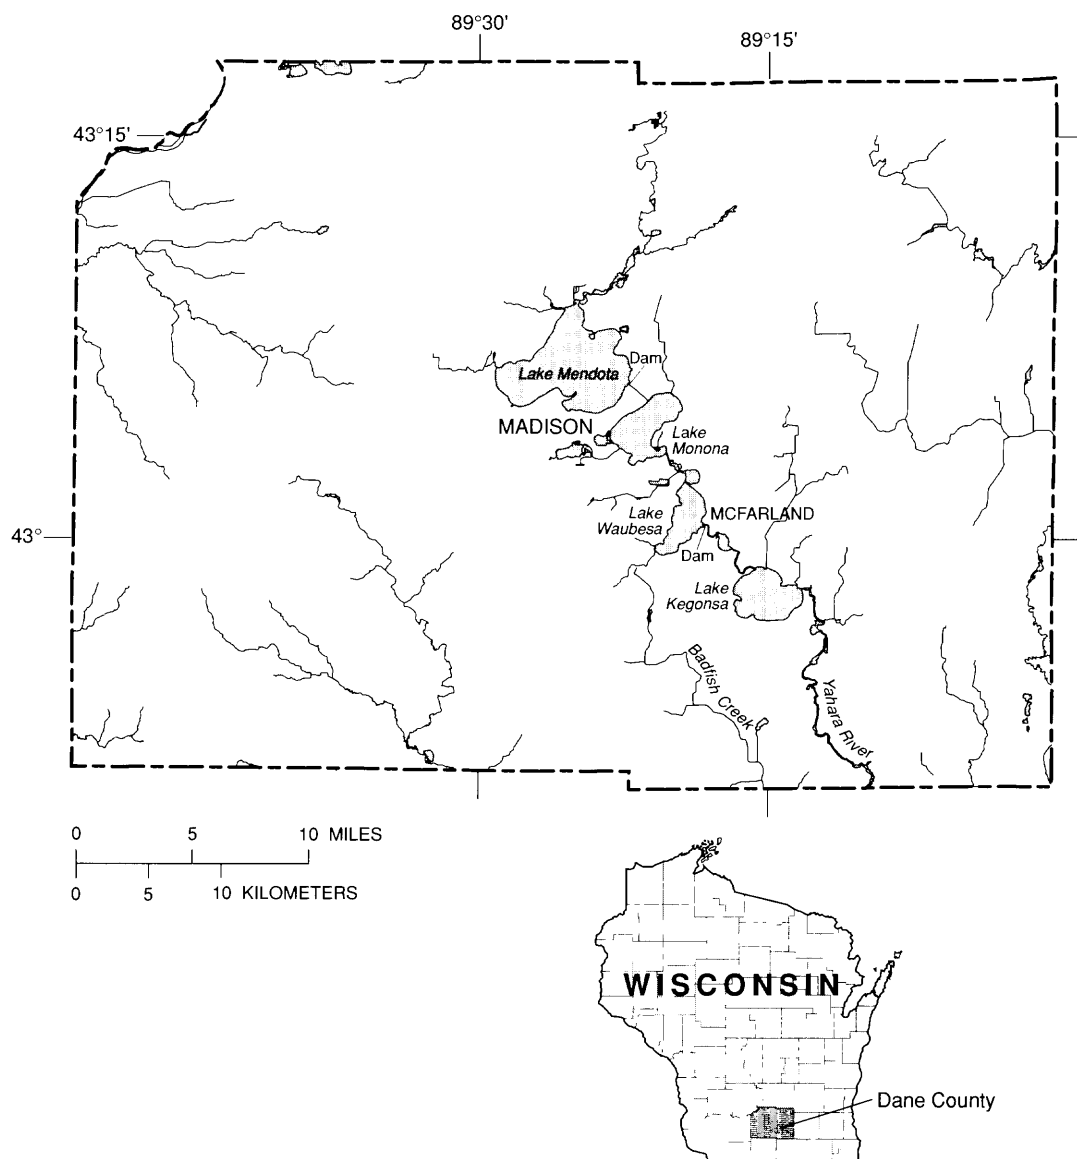 89°30'
89°15'
43°15'
Dam
Lake Mendota
MADISON
Lake
Monona
Lake
Waubesa
MCFARLAND
43°
Dam
Lake
Kegonsa
Badfish Creek
Yahara River
0 5 10 MILES
0 5 10 KILOMETERS
WISCONSIN
Dane County